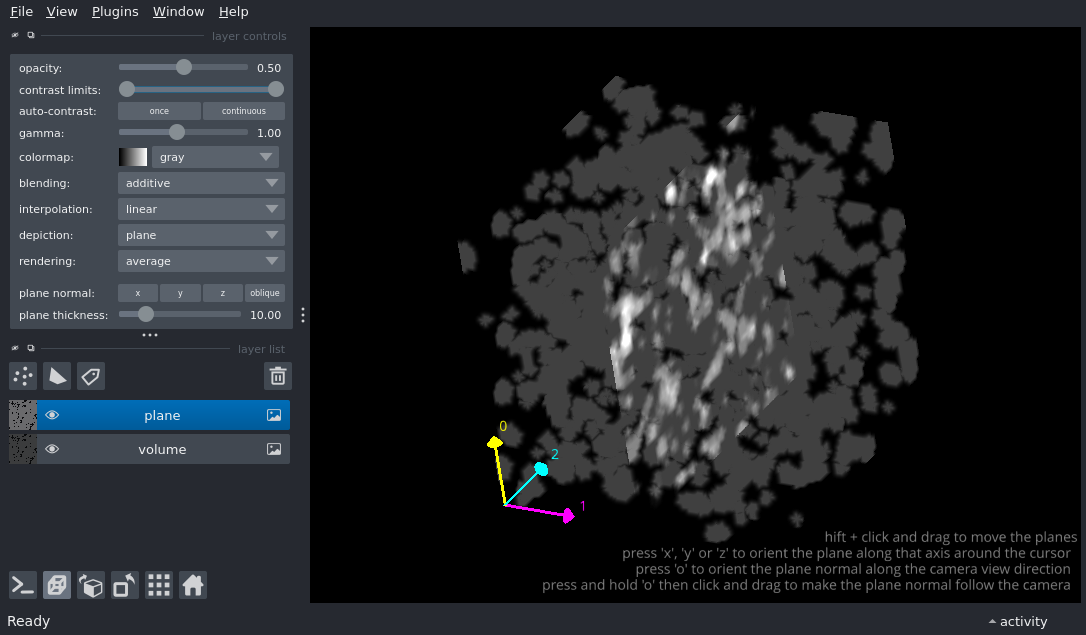 File View Plugins Window Help
layer controls
opacity: 0.50
contrast limits:
auto-contrast: once continuous
gamma: 1.00
colormap: gray
blending: additive
interpolation: linear
depiction: plane
rendering: average
plane normal: x y z oblique
plane thickness: 10.00
layer list
plane
volume
0
2
1
hift + click and drag to move the planes
press 'x', 'y' or 'z' to orient the plane along that axis around the cursor
press 'o' to orient the plane normal along the camera view direction
press and hold 'o' then click and drag to make the plane normal follow the camera
Ready activity